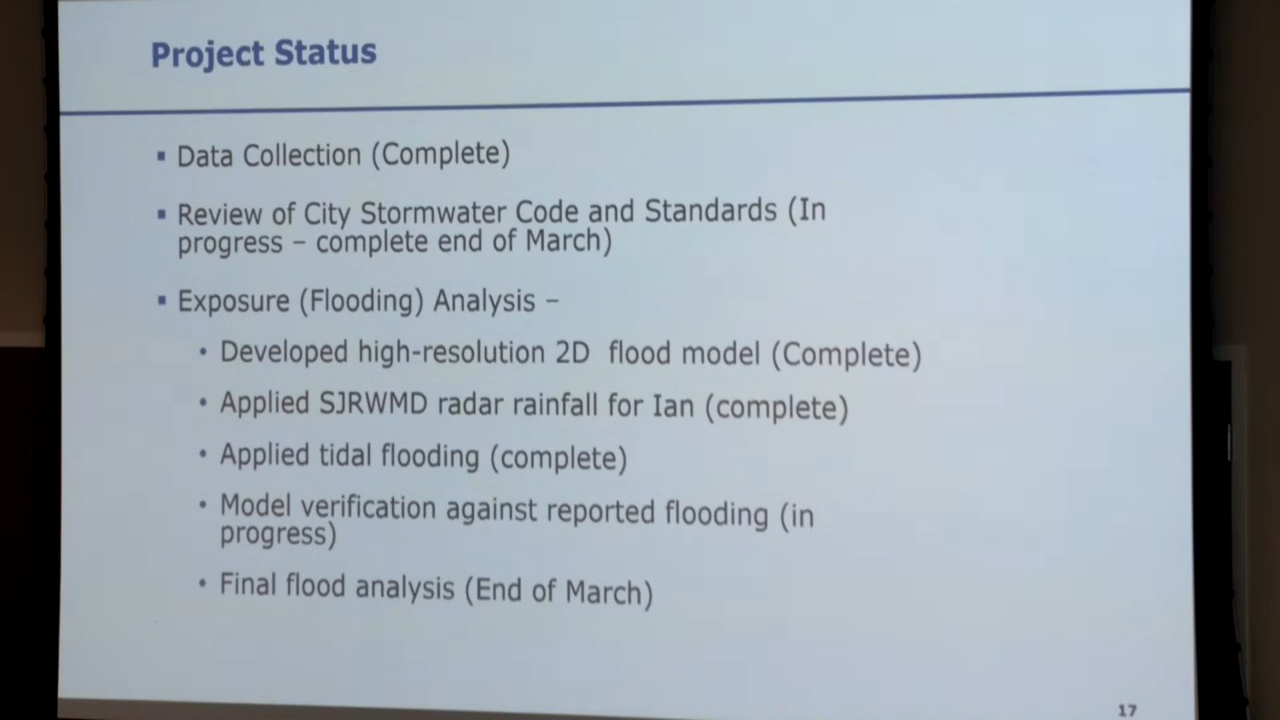 Project Status
▪ Data Collection (Complete)
▪ Review of City Stormwater Code and Standards (In
progress – complete end of March)
▪ Exposure (Flooding) Analysis –
• Developed high-resolution 2D flood model (Complete)
• Applied SJRWMD radar rainfall for Ian (complete)
• Applied tidal flooding (complete)
• Model verification against reported flooding (in
progress)
• Final flood analysis (End of March)
17